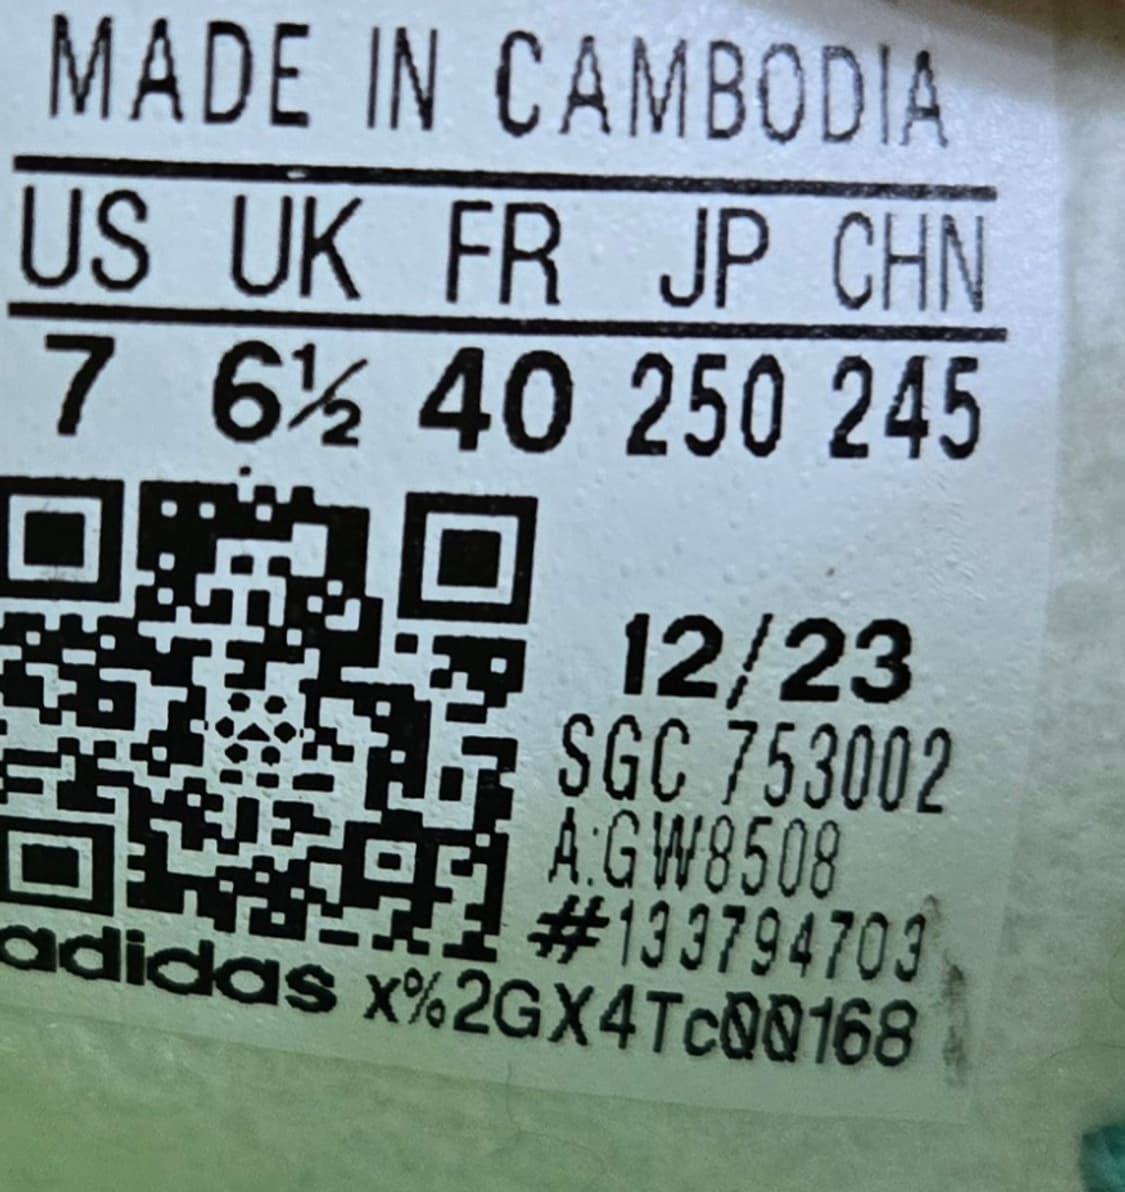 MADE IN CAMBODIA
US UK FR JP CHN
7 6½ 40 250 245
12/23
SGC 753002
A:GW8508
#133794703
adidas x%2GX4Tc00168